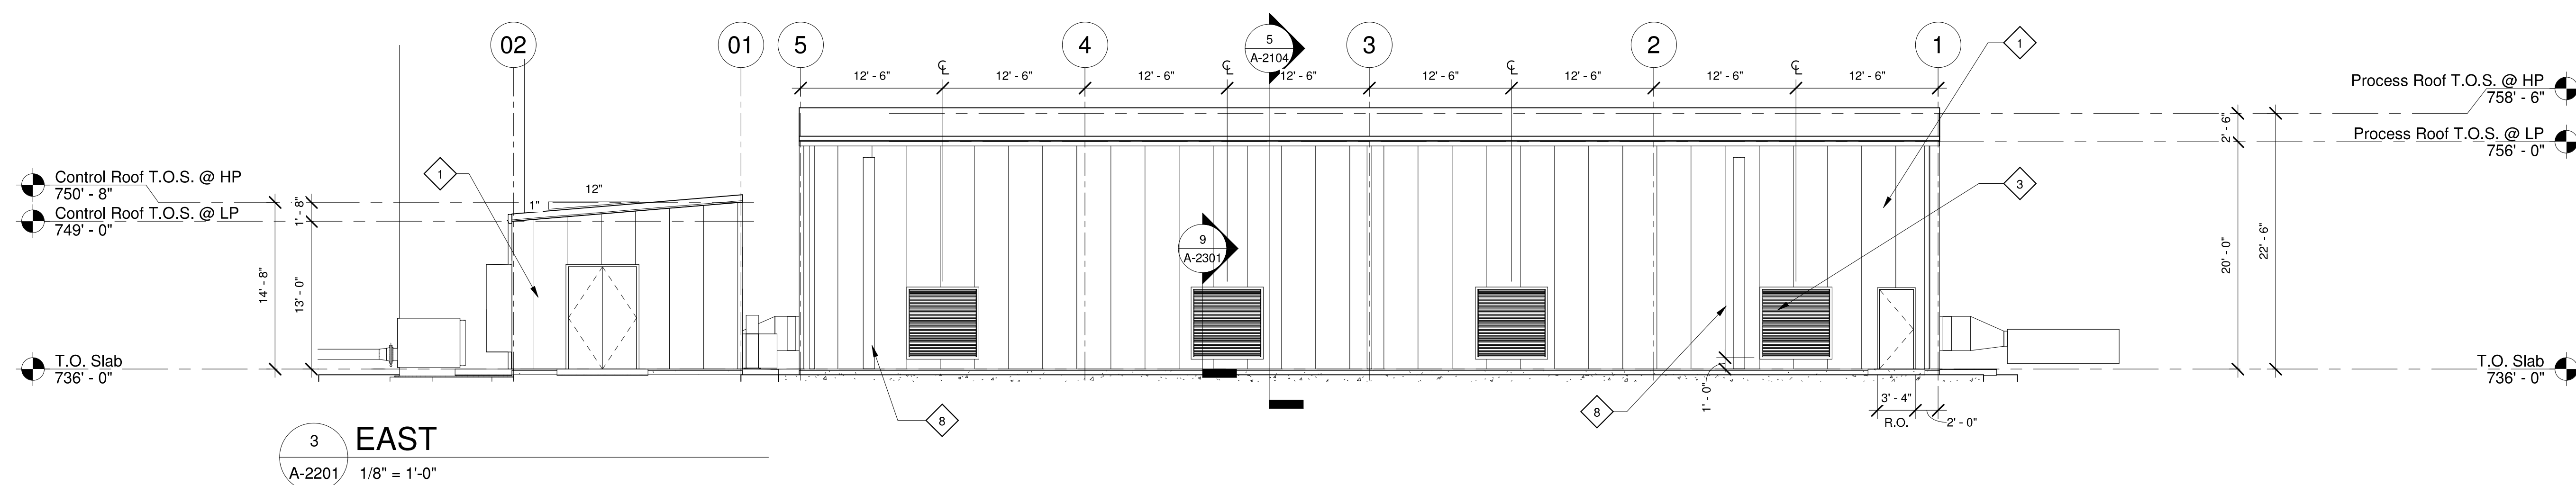 02
01
5
4
5
A-2104
3
2
1
1
12' - 6"
℄
12' - 6"
12' - 6"
℄
12' - 6"
12' - 6"
℄
12' - 6"
12' - 6"
℄
12' - 6"
Process Roof T.O.S. @ HP
758' - 6"
Process Roof T.O.S. @ LP
756' - 0"
2' - 6"
20' - 0"
22' - 6"
Control Roof T.O.S. @ HP
750' - 8"
Control Roof T.O.S. @ LP
749' - 0"
1' - 8"
14' - 8"
13' - 0"
1
12"
1"
3
9
A-2301
T.O. Slab
736' - 0"
T.O. Slab
736' - 0"
8
8
1' - 0"
3' - 4"
R.O.
2' - 0"
3
A-2201
EAST
1/8" = 1'-0"